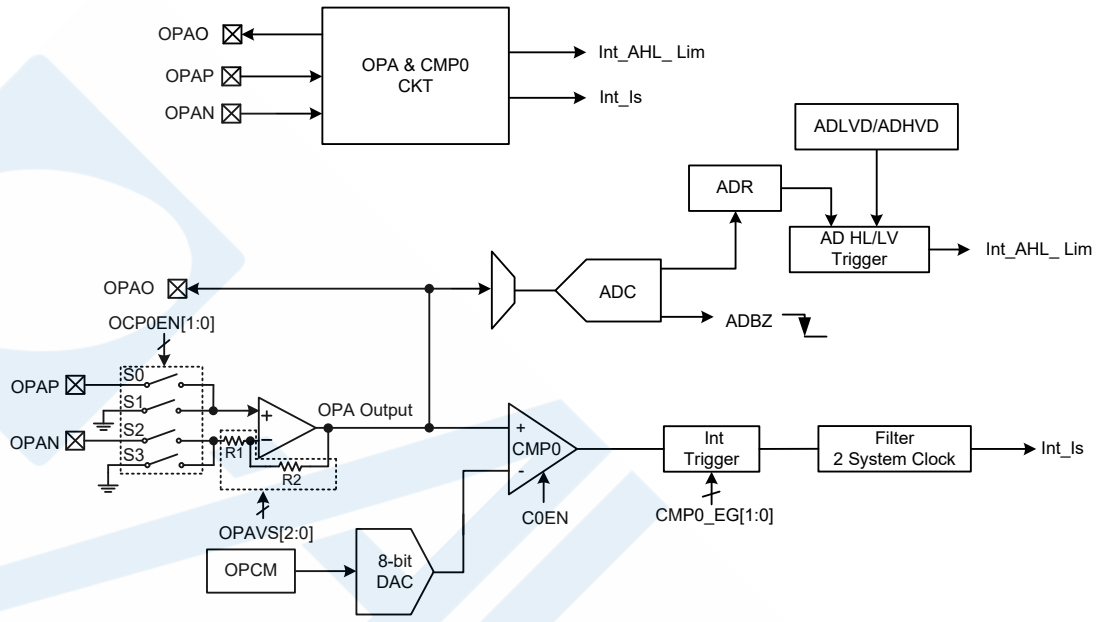 OPAO
OPAP
OPAN
OPA & CMP0
CKT
Int_AHL_ Lim
Int_Is
ADLVD/ADHVD
ADR
AD HL/LV
Trigger
Int_AHL_ Lim
OPAO
ADC
ADBZ
OCP0EN[1:0]
OPAP
S0
S1
OPAN
S2
S3
+
−
R1
R2
OPA Output
OPAVS[2:0]
+
CMP0
-
C0EN
Int
Trigger
CMP0_EG[1:0]
Filter
2 System Clock
Int_Is
OPCM
8-bit
DAC